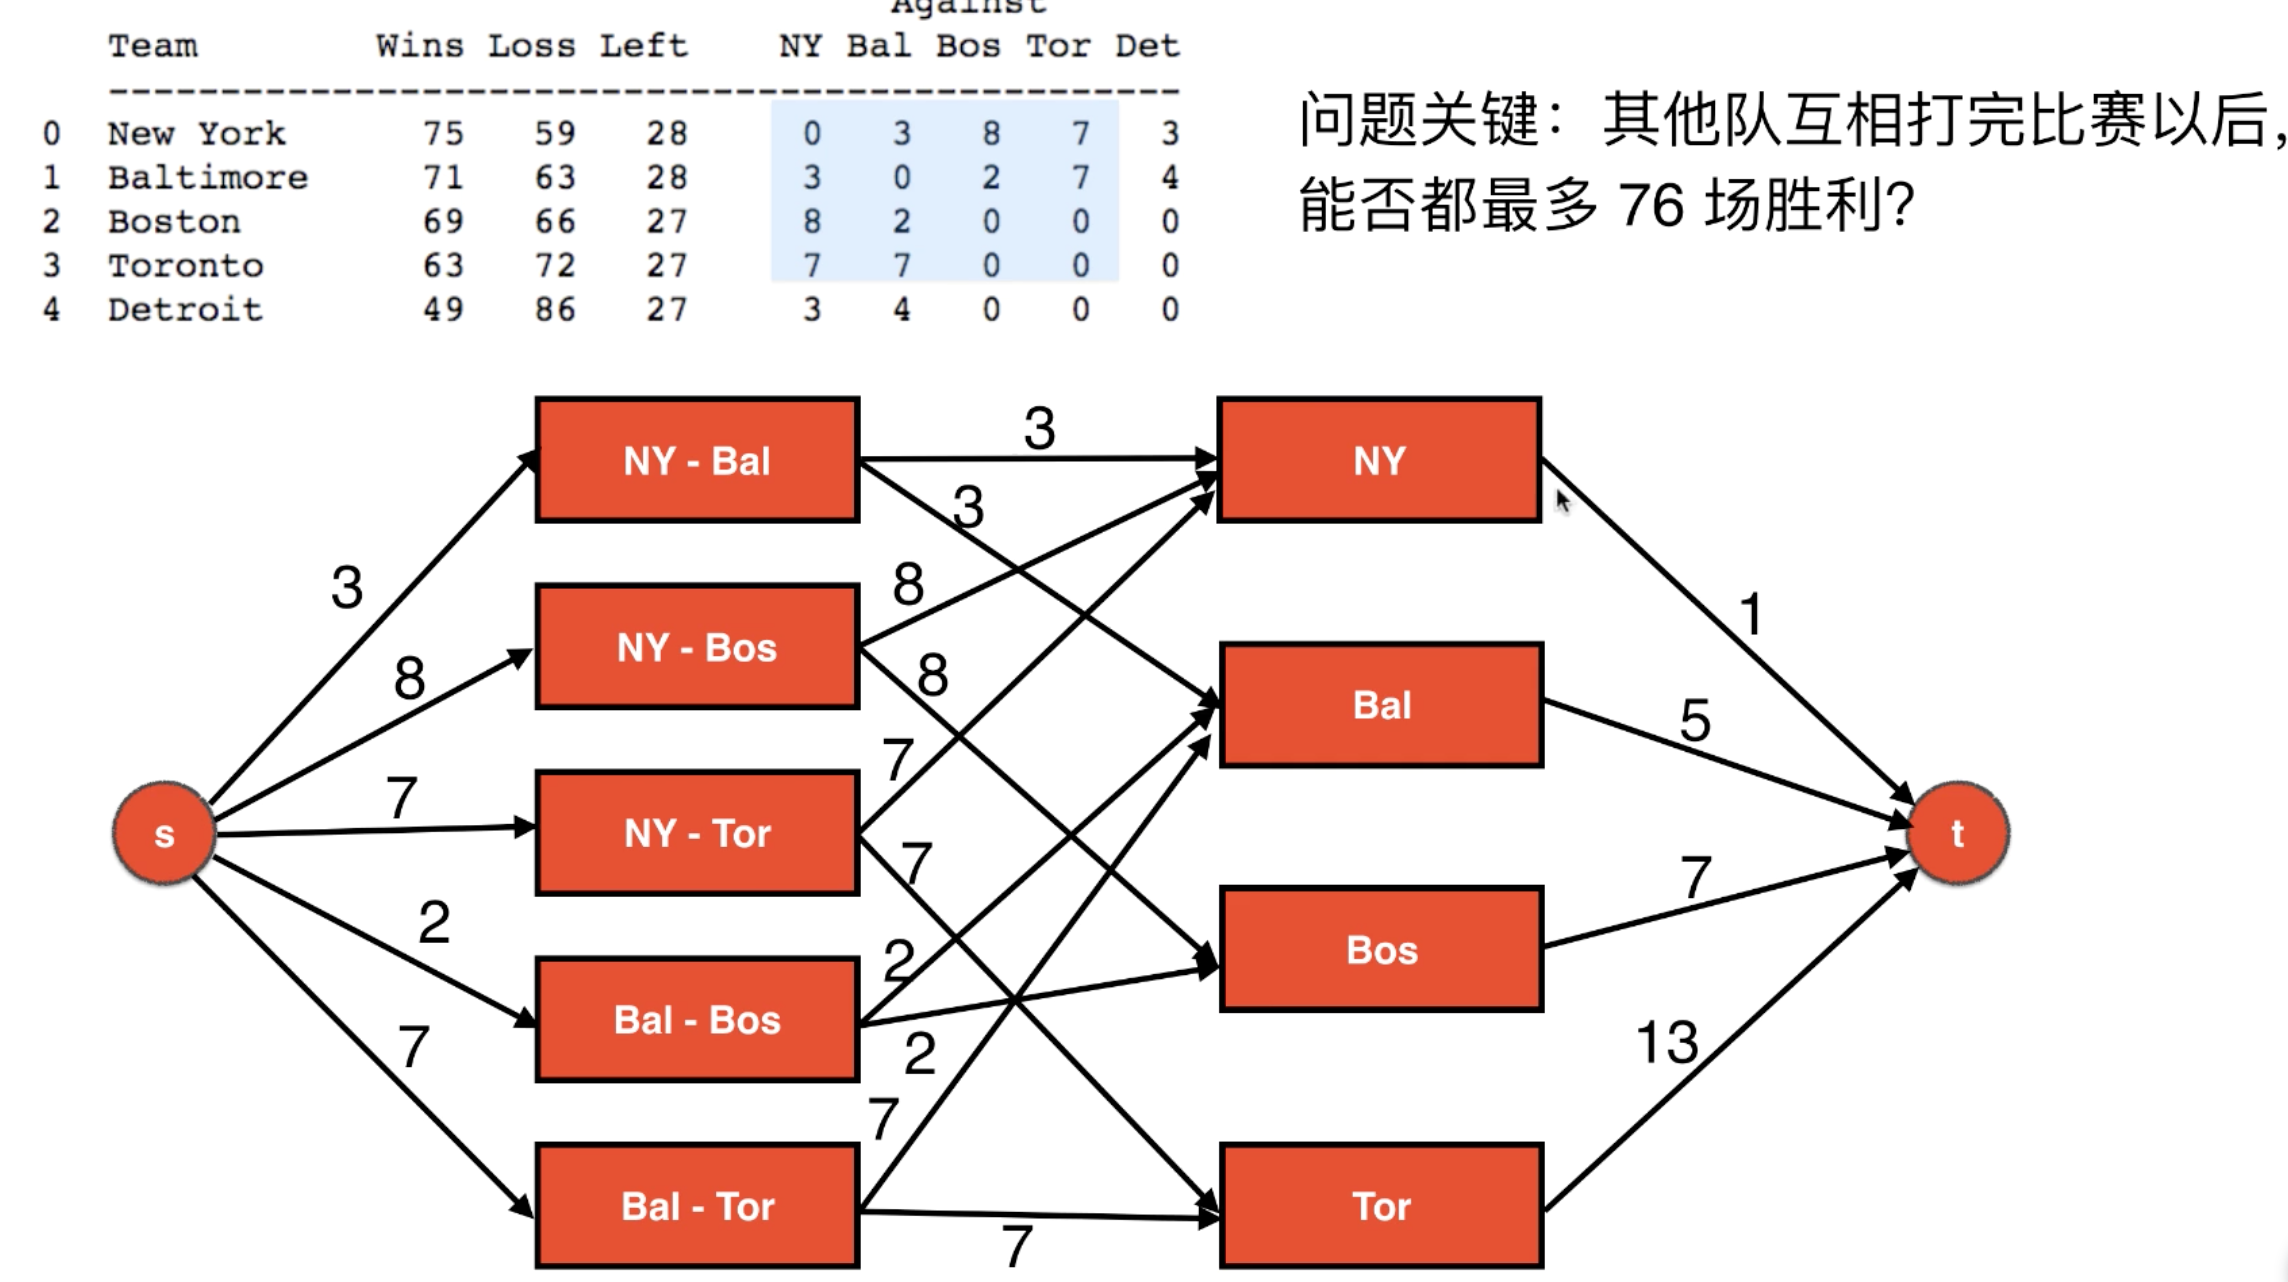 Against
Team Wins Loss Left NY Bal Bos Tor Det
---------------------------------------------------------
0 New York 75 59 28 0 3 8 7 3
1 Baltimore 71 63 28 3 0 2 7 4
2 Boston 69 66 27 8 2 0 0 0
3 Toronto 63 72 27 7 7 0 0 0
4 Detroit 49 86 27 3 4 0 0 0
问题关键：其他队互相打完比赛以后，
能否都最多 76 场胜利？
3
NY - Bal
NY
3
3
8
8
1
NY - Bos
8
8
Bal
5
7
7
s
NY - Tor
7
t
7
2
2
Bos
Bal - Bos
2
13
7
7
Bal - Tor
Tor
7